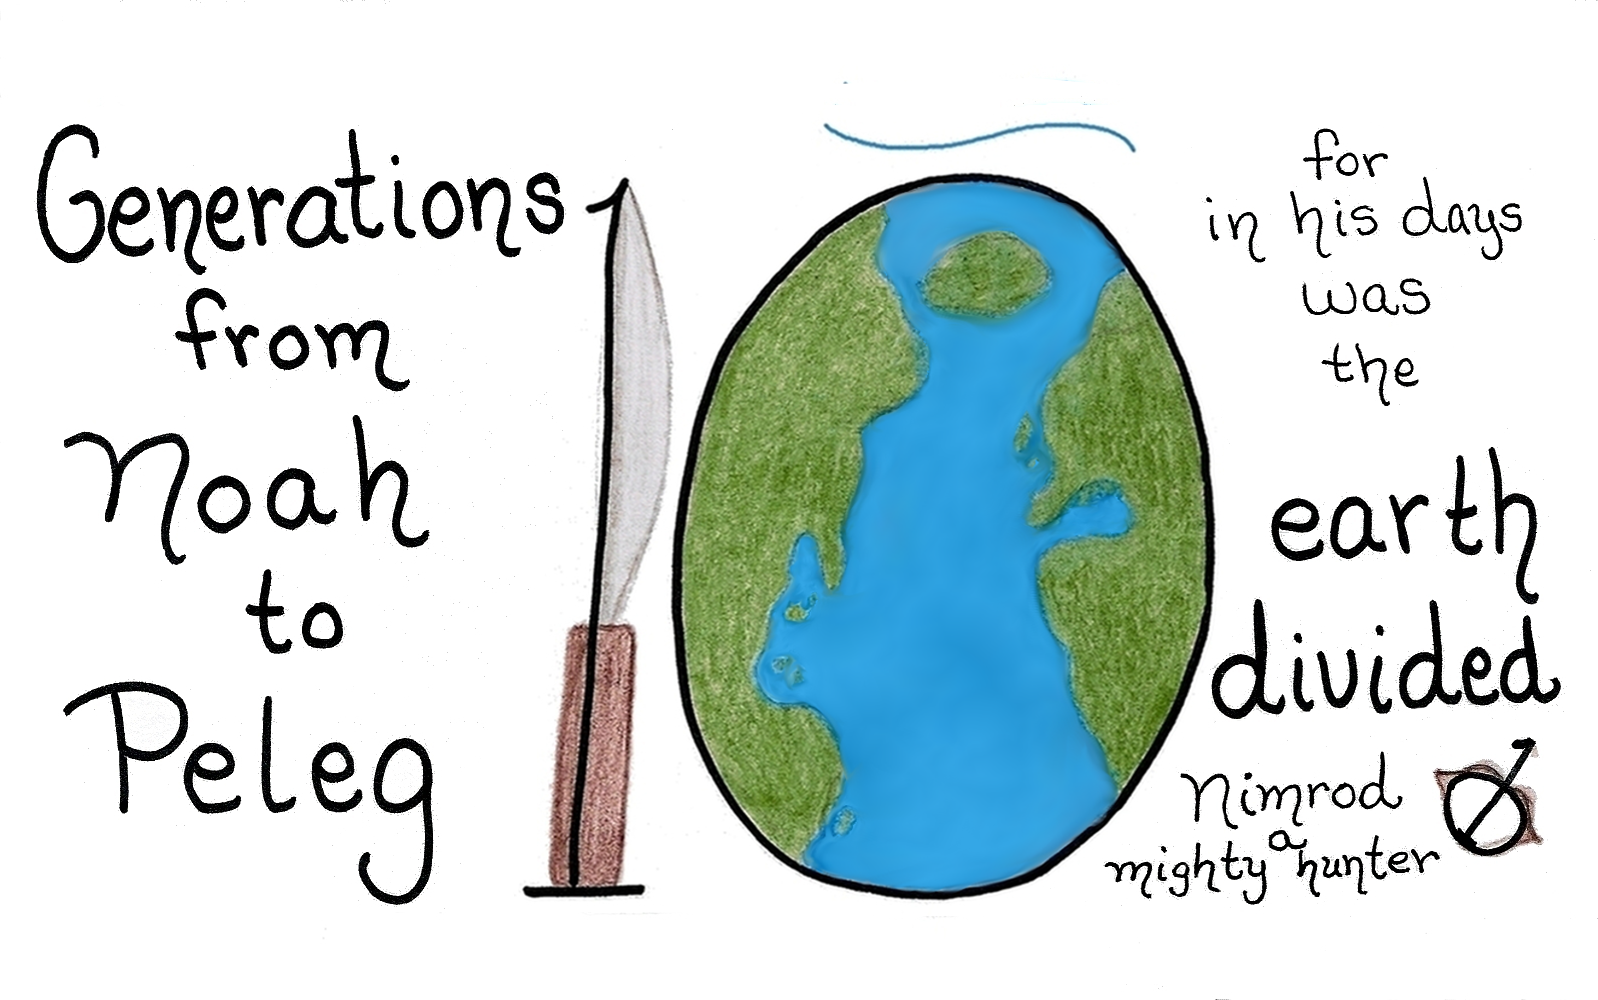 Generations
from
Noah
to
Peleg
10
for
in his days
was
the
earth
divided
Nimrod
a
mighty hunter